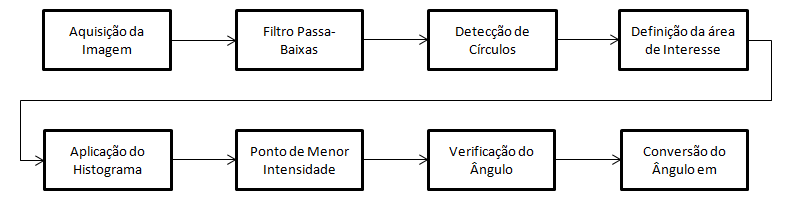 Aquisição da
Imagem
Filtro Passa-
Baixas
Detecção de
Círculos
Definição da área
de Interesse
Aplicação do
Histograma
Ponto de Menor
Intensidade
Verificação do
Ângulo
Conversão do
Ângulo em